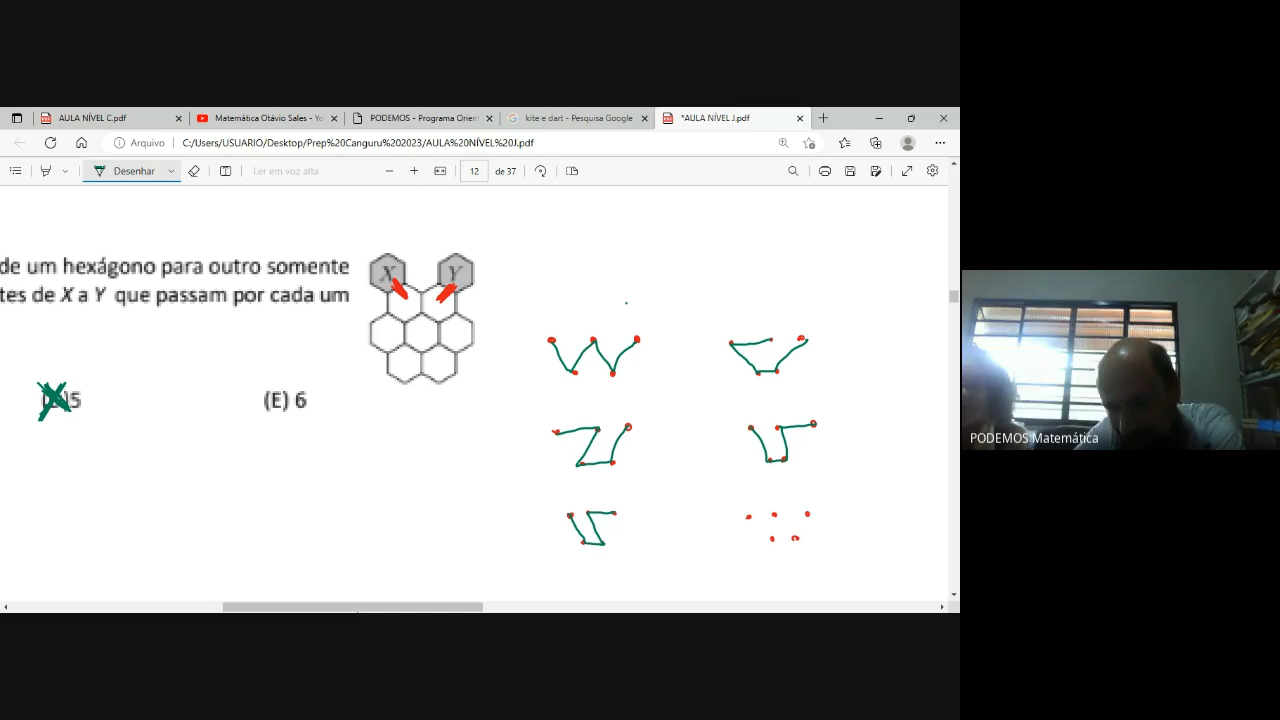 AULA NÍVEL C.pdf
Matemática Otávio Sales - Yo
PODEMOS - Programa Orien
kite e dart - Pesquisa Google
*AULA NÍVEL J.pdf
Arquivo
C:/Users/USUARIO/Desktop/Prep%20Canguru%202023/AULA%20NÍVEL%20J.pdf
Desenhar
Ler em voz alta
12
de 37
de um hexágono para outro somente
tes de X a Y que passam por cada um
X
Y
5
(E) 6
PODEMOS Matemática